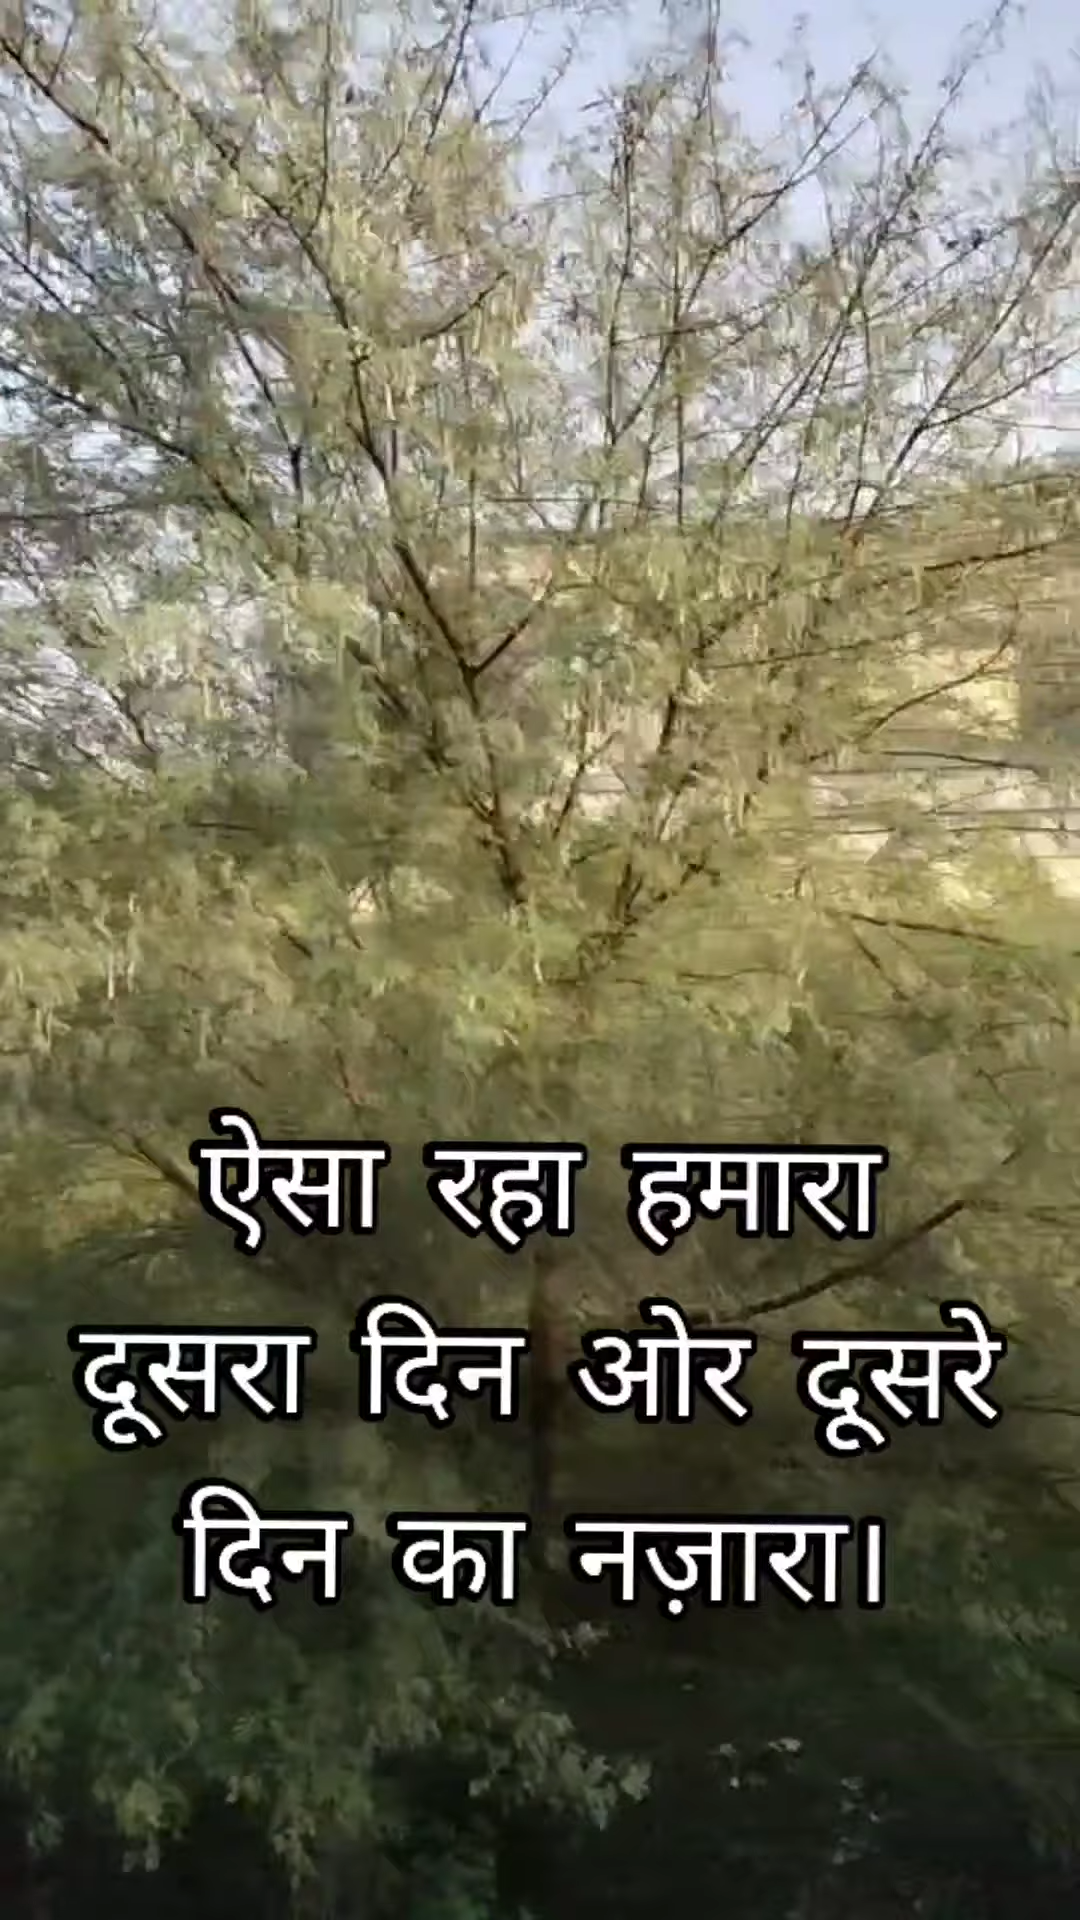 ऐसा रहा हमारा
दूसरा दिन ओर दूसरे
दिन का नज़ारा।